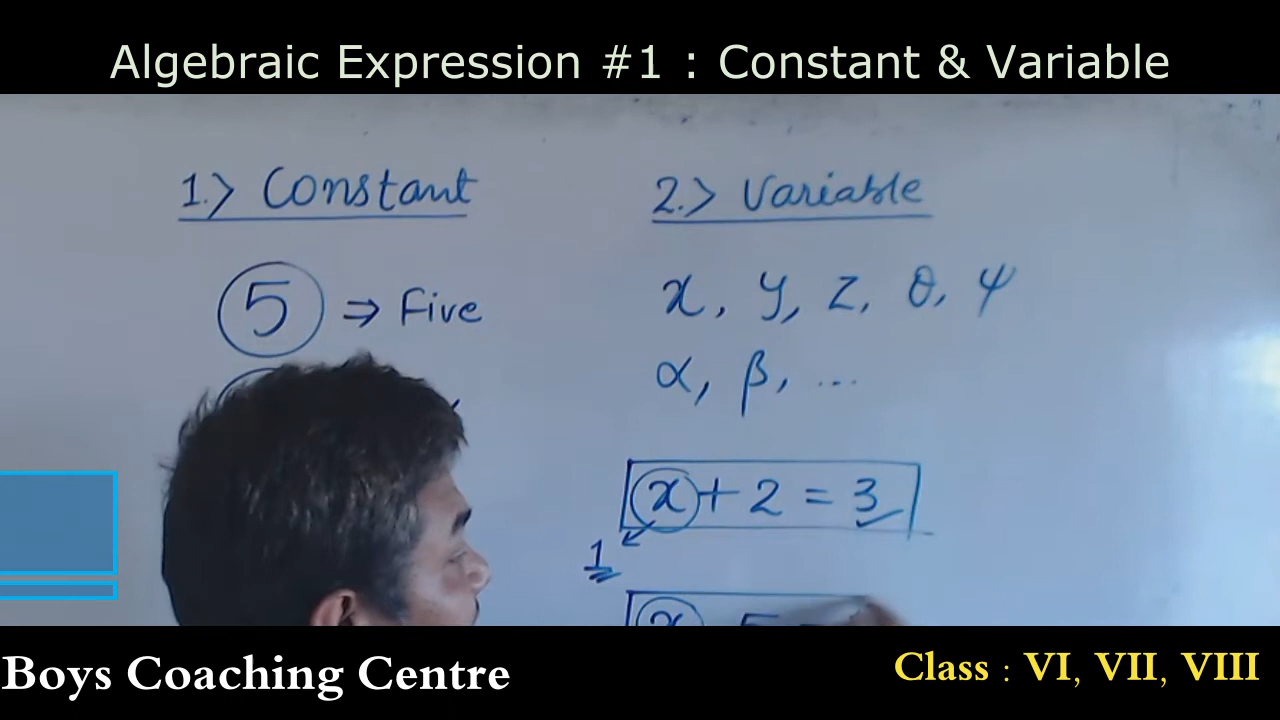 Algebraic Expression #1 : Constant & Variable
1.> Constant
5 ⇒ Five
2.> Variable
x, y, z, θ, ψ
α, β, ...
x + 2 = 3
1
x 5
Boys Coaching Centre
Class : VI, VII, VIII